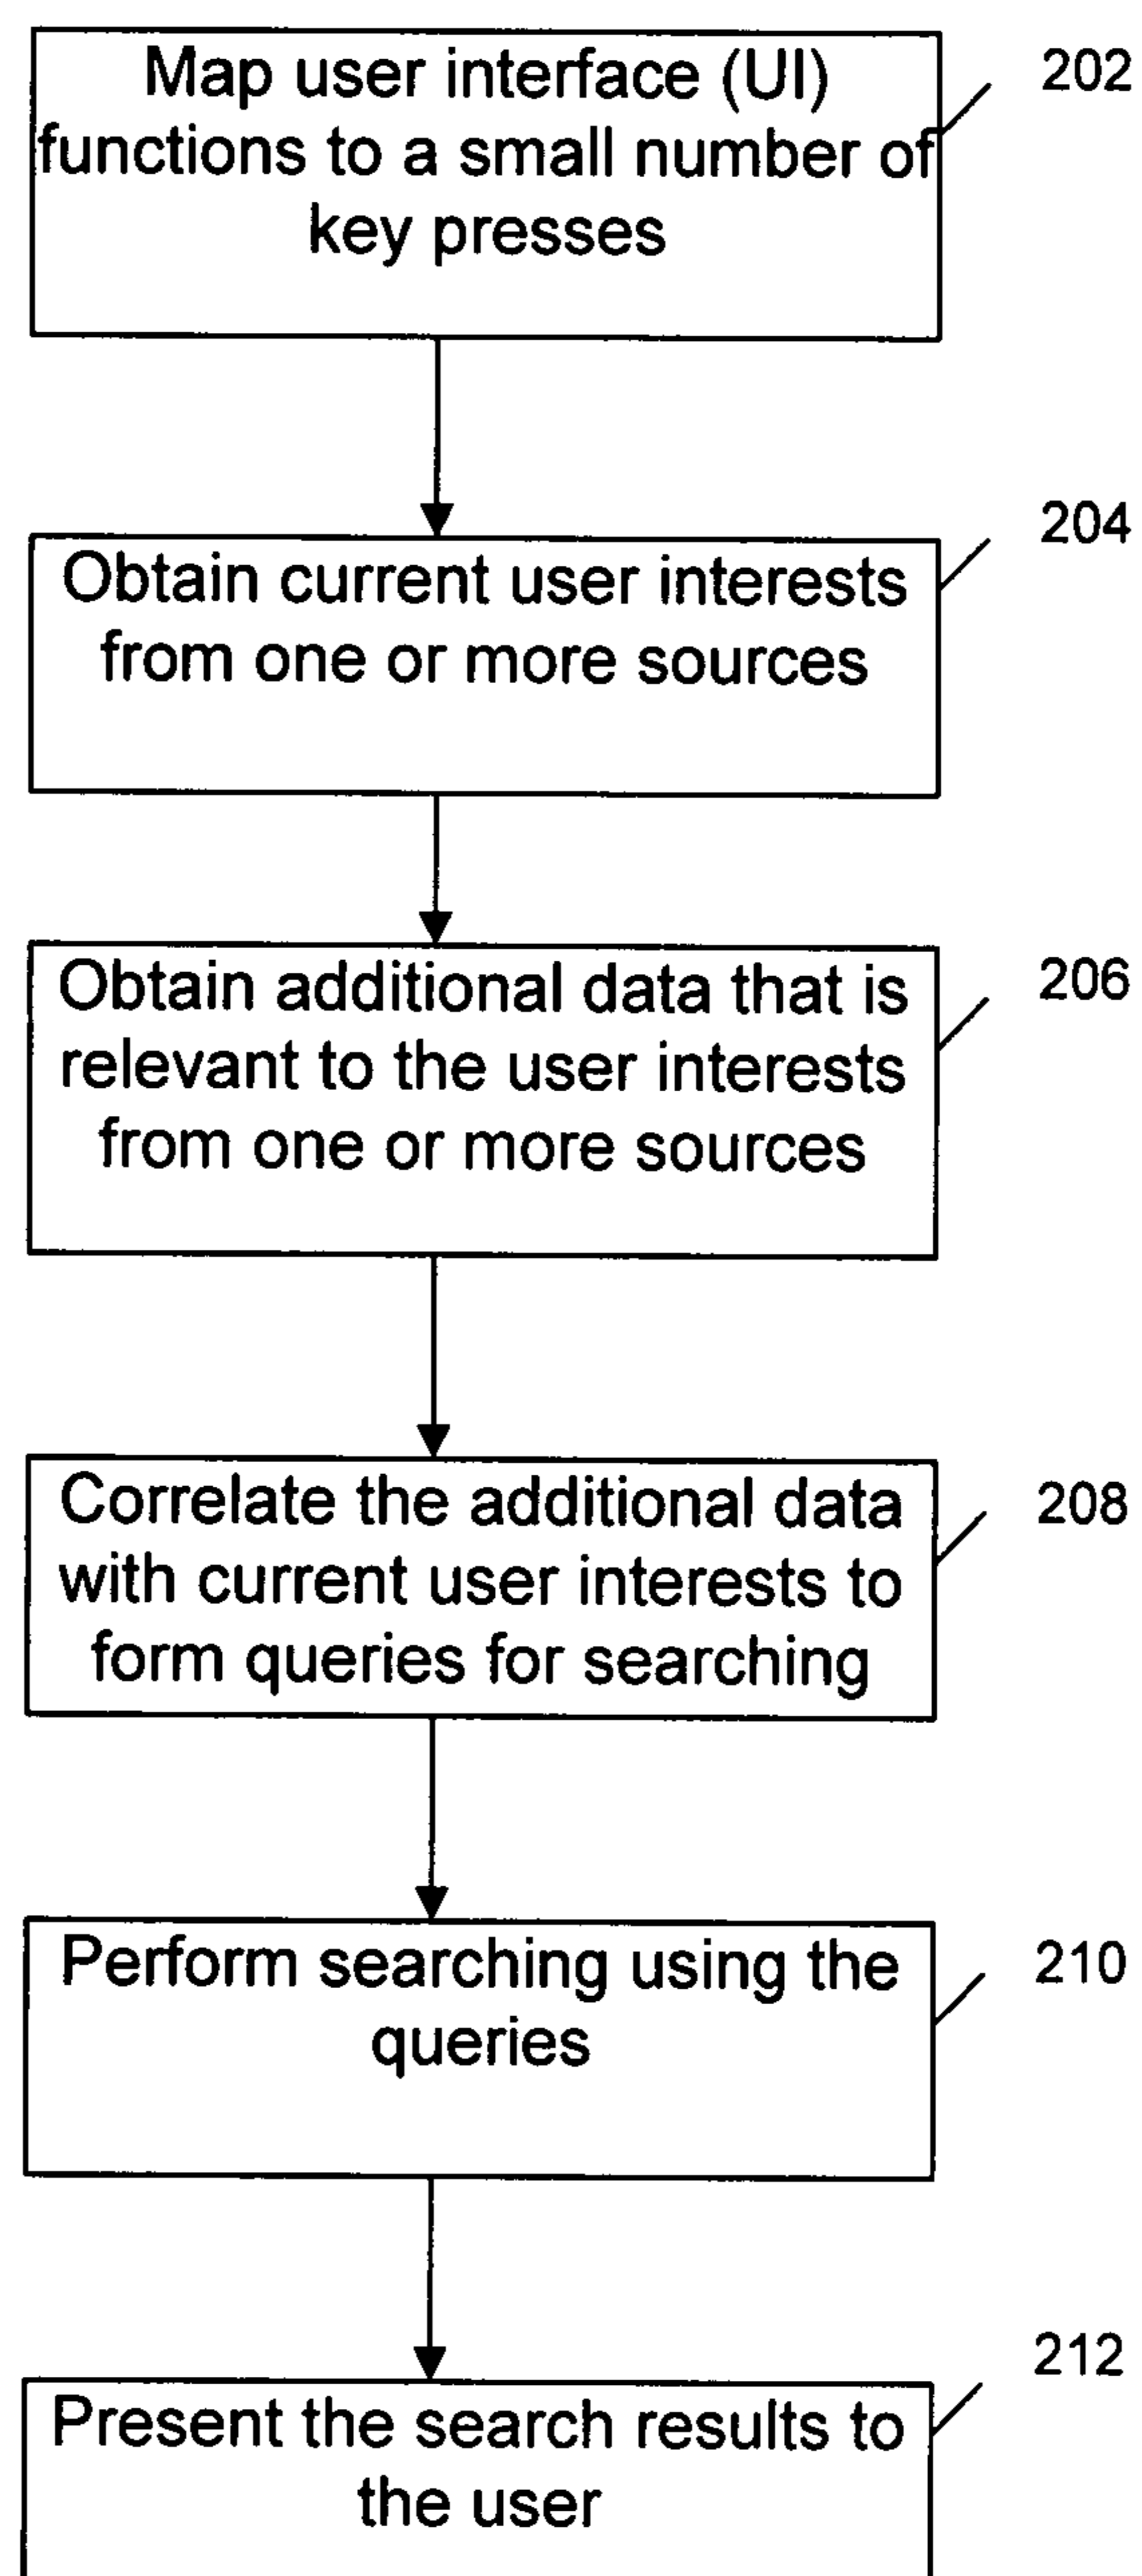 Map user interface (UI)
functions to a small number of
key presses
202
Obtain current user interests
from one or more sources
204
Obtain additional data that is
relevant to the user interests
from one or more sources
206
Correlate the additional data
with current user interests to
form queries for searching
208
Perform searching using the
queries
210
Present the search results to
the user
212